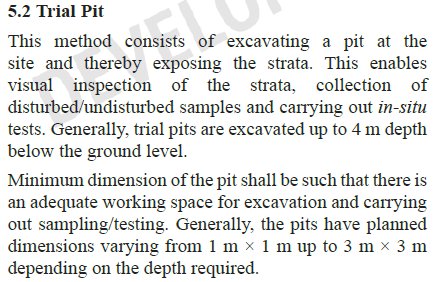 5.2 Trial Pit
This method consists of excavating a pit at the
site and thereby exposing the strata. This enables
visual inspection of the strata, collection of
disturbed/undisturbed samples and carrying out in-situ
tests. Generally, trial pits are excavated up to 4 m depth
below the ground level.
Minimum dimension of the pit shall be such that there is
an adequate working space for excavation and carrying
out sampling/testing. Generally, the pits have planned
dimensions varying from 1 m × 1 m up to 3 m × 3 m
depending on the depth required.